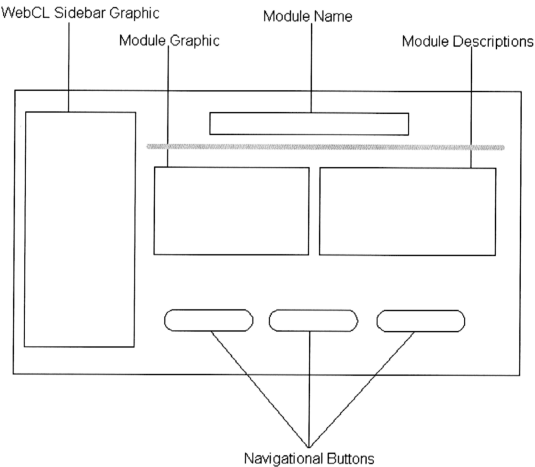 WebCL Sidebar Graphic
Module Name
Module Graphic
Module Descriptions
Navigational Buttons